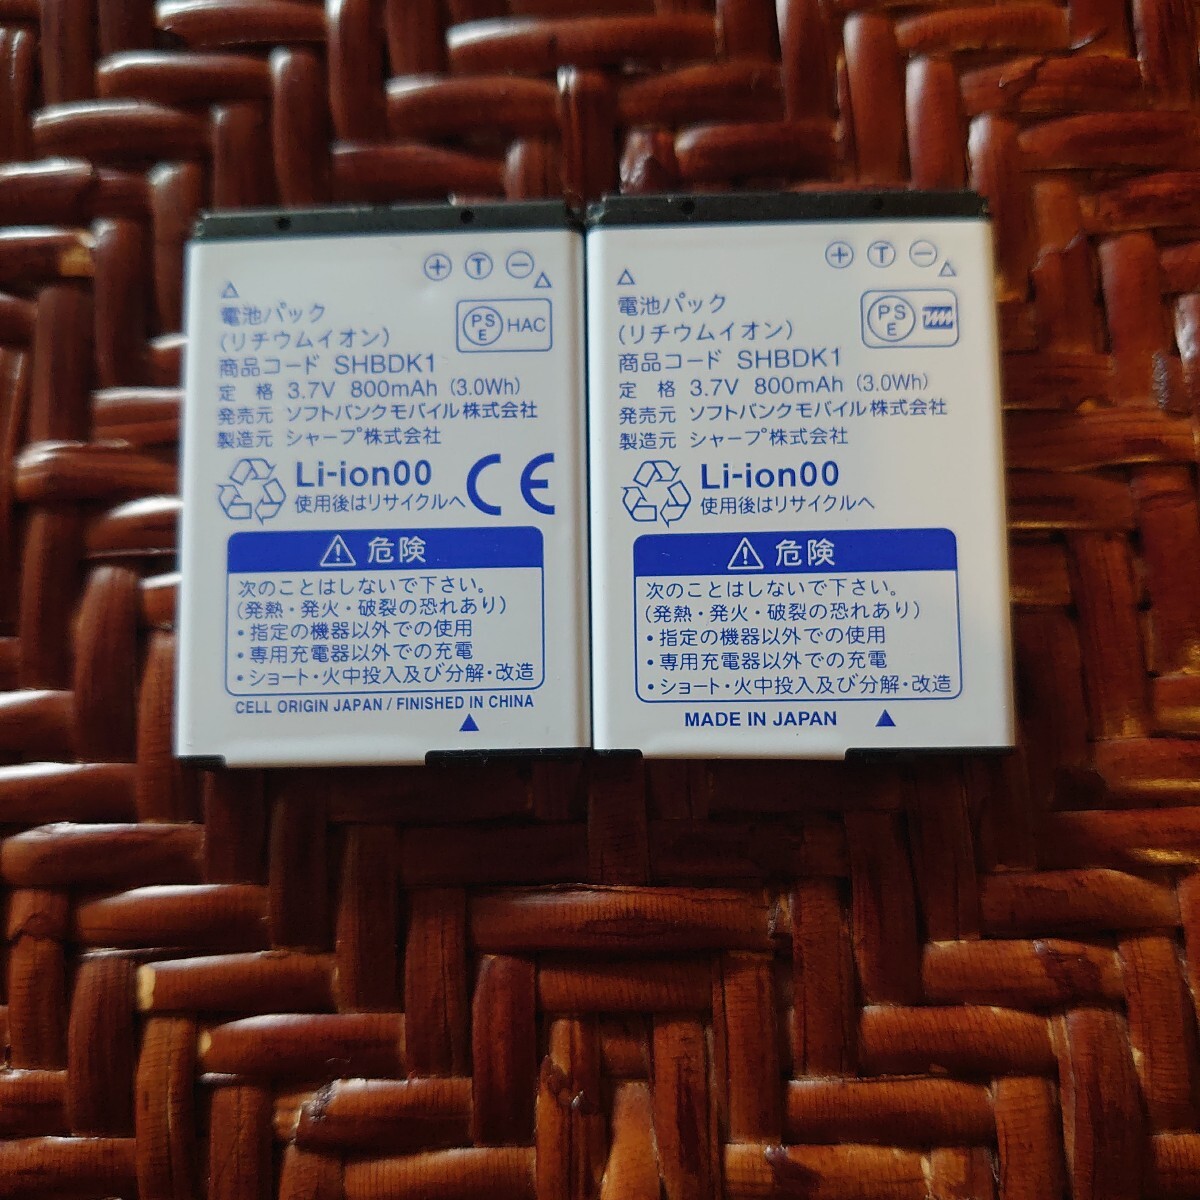 + T −
電池パック
(リチウムイオン)
PS E HAC
商品コード SHBDK1
定 格 3.7V 800mAh (3.0Wh)
発売元 ソフトバンクモバイル株式会社
製造元 シャープ株式会社
Li-ion00
使用後はリサイクルへ
CE
危険
次のことはしないで下さい。
(発熱・発火・破裂の恐れあり)
・指定の機器以外での使用
・専用充電器以外での充電
・ショート・火中投入及び分解・改造
CELL ORIGIN JAPAN / FINISHED IN CHINA
+ T −
電池パック
(リチウムイオン)
PS E
商品コード SHBDK1
定 格 3.7V 800mAh (3.0Wh)
発売元 ソフトバンクモバイル株式会社
製造元 シャープ株式会社
Li-ion00
使用後はリサイクルへ
危険
次のことはしないで下さい。
(発熱・発火・破裂の恐れあり)
・指定の機器以外での使用
・専用充電器以外での充電
・ショート・火中投入及び分解・改造
MADE IN JAPAN